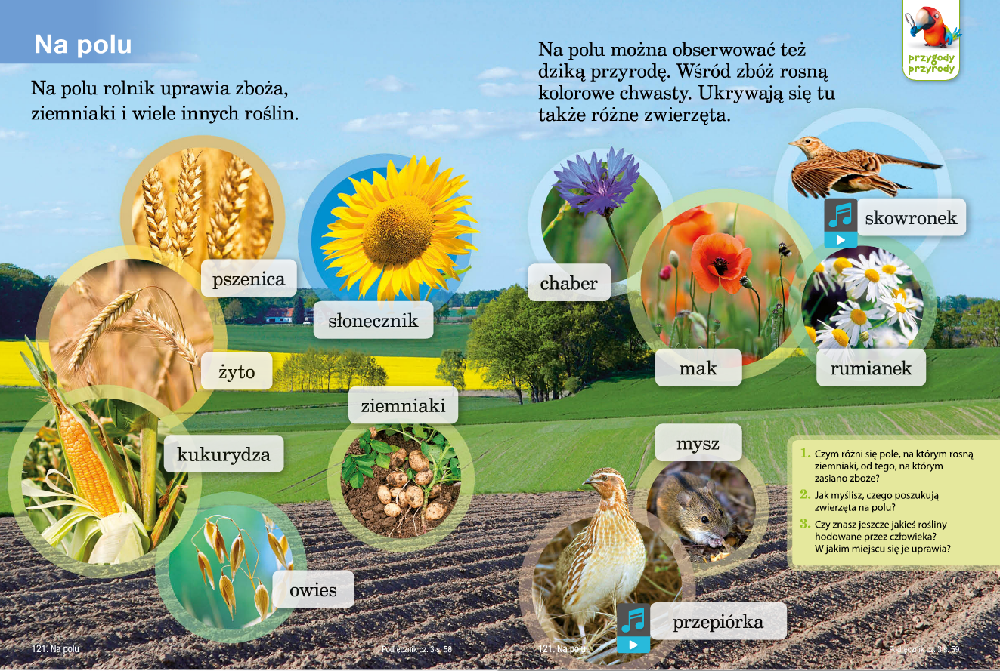 Na polu
Na polu rolnik uprawia zboża,
ziemniaki i wiele innych roślin.
pszenica
słonecznik
żyto
ziemniaki
kukurydza
owies
121. Na polu
Podręcznik cz. 3 s. 58
Na polu można obserwować też
dziką przyrodę. Wśród zbóż rosną
kolorowe chwasty. Ukrywają się tu
także różne zwierzęta.
przygody
przyrody
skowronek
chaber
mak
rumianek
mysz
1. Czym różni się pole, na którym rosną
ziemniaki, od tego, na którym
zasiano zboże?
2. Jak myślisz, czego poszukują
zwierzęta na polu?
3. Czy znasz jeszcze jakieś rośliny
hodowane przez człowieka?
W jakim miejscu się je uprawia?
przepiórka
121. Na polu
Podręcznik cz. 3 s. 59